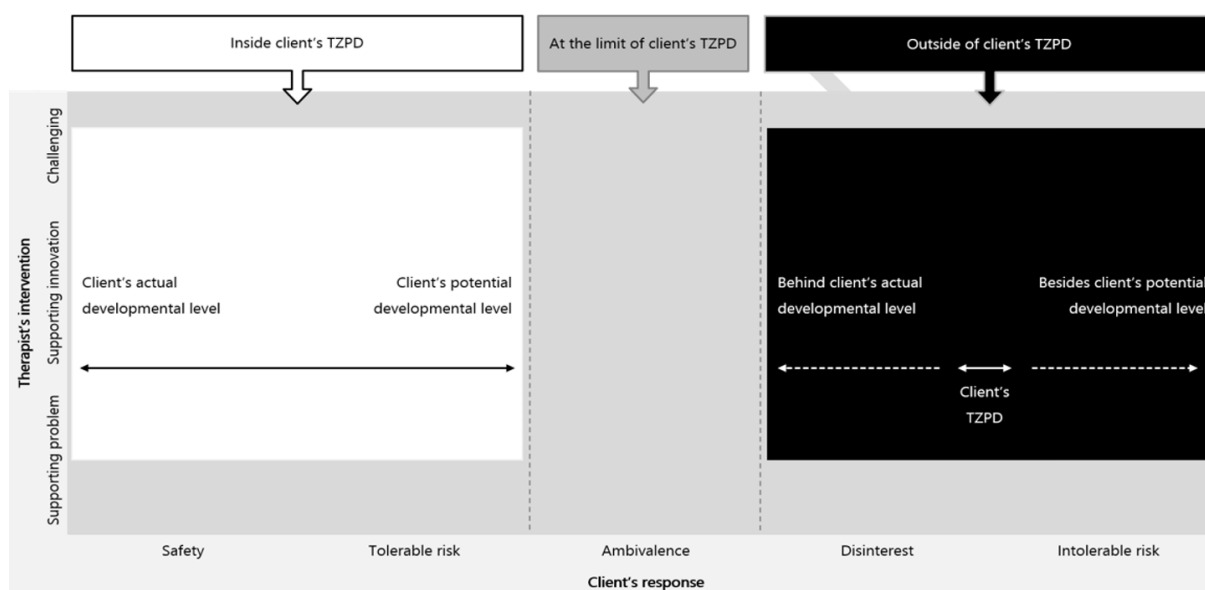 Inside client's TZPD
At the limit of client's TZPD
Outside of client's TZPD
Therapist's intervention
Challenging
Supporting innovation
Supporting problem
Client's actual
developmental level
Client's potential
developmental level
Behind client's actual
developmental level
Besides client's potential
developmental level
Client's
TZPD
Safety
Tolerable risk
Ambivalence
Disinterest
Intolerable risk
Client's response